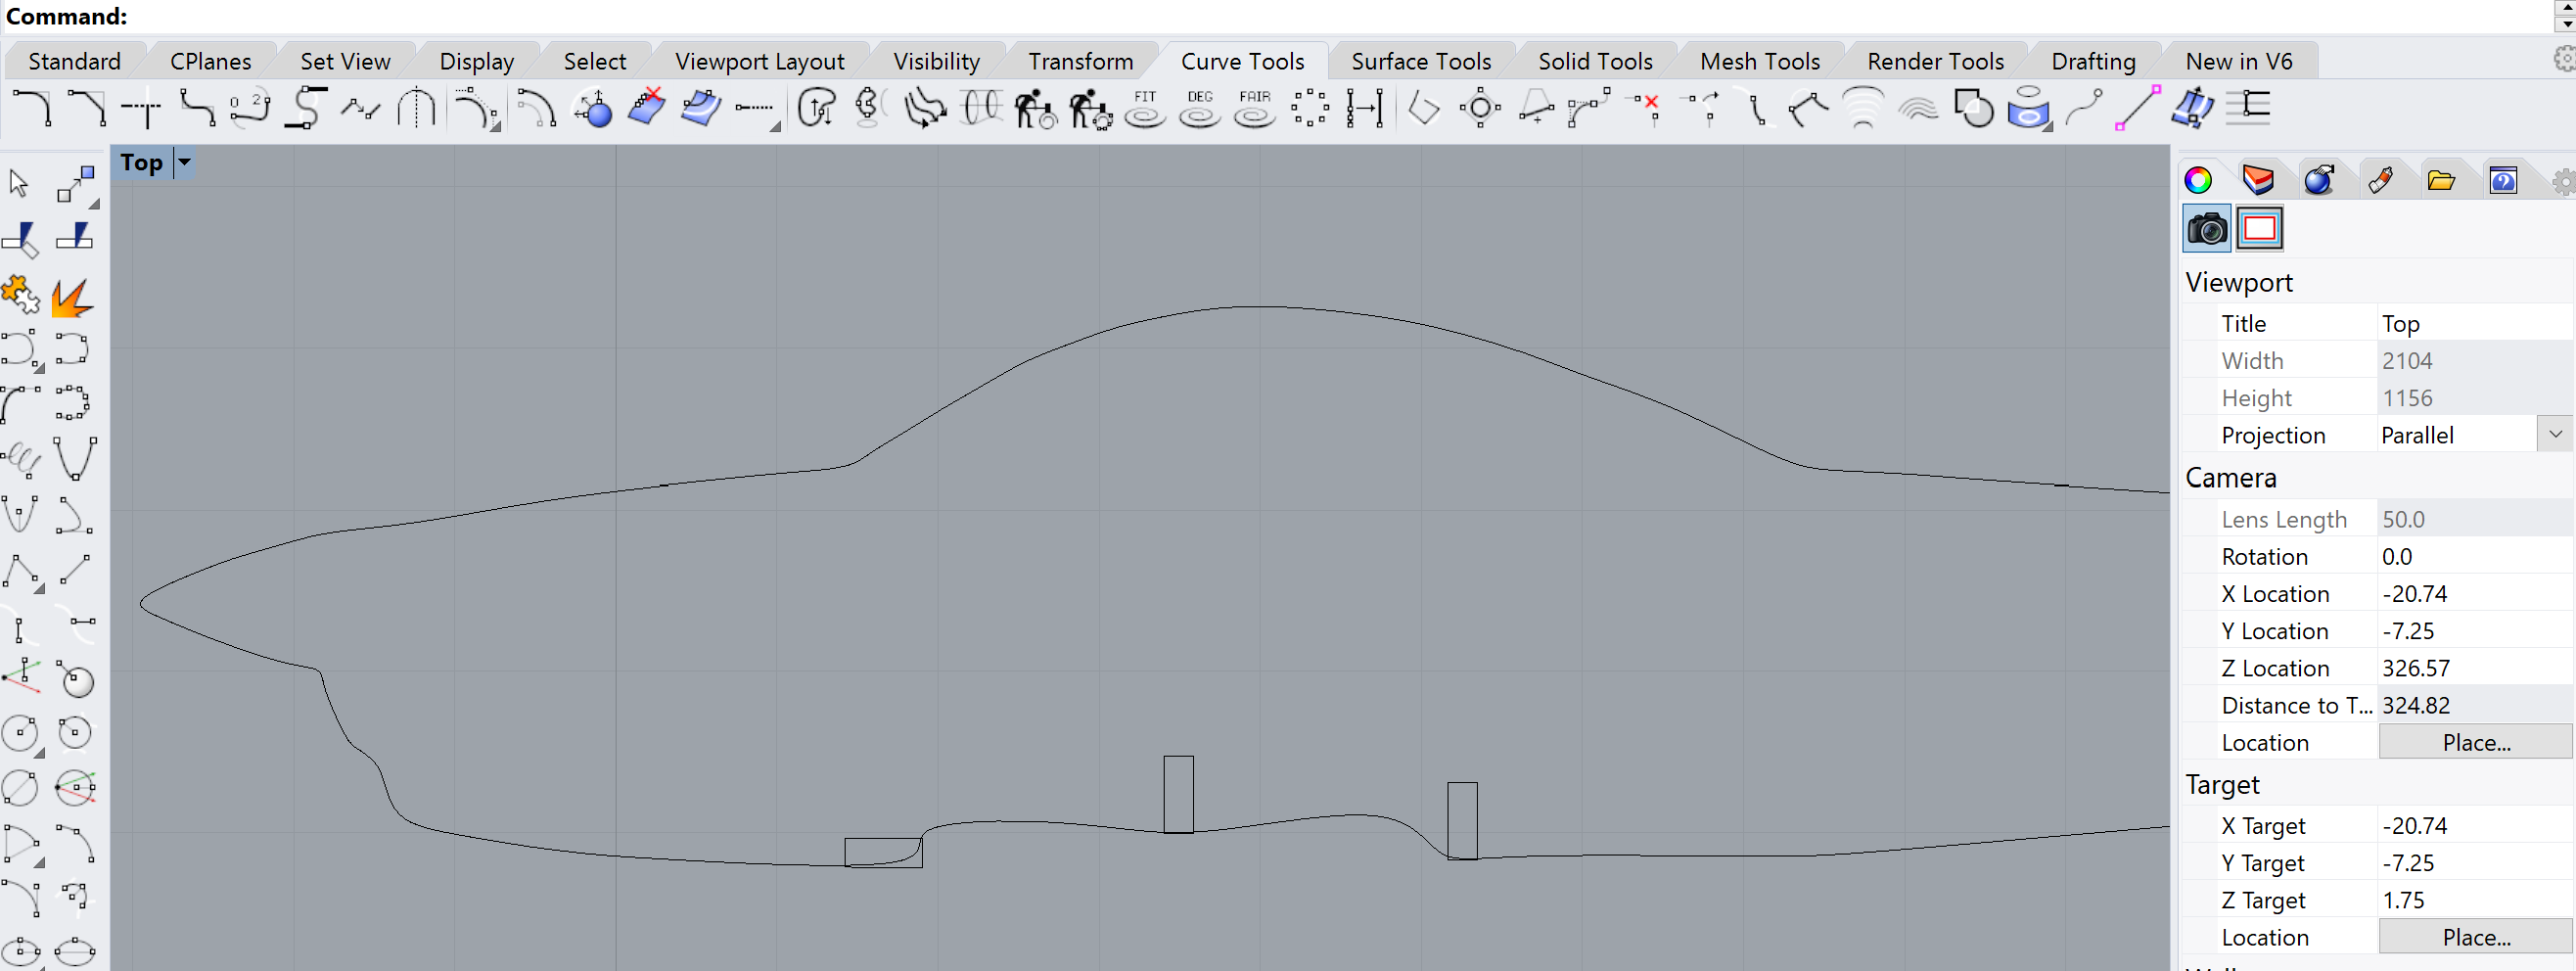 Command:
Standard CPlanes Set View Display Select Viewport Layout Visibility Transform Curve Tools Surface Tools Solid Tools Mesh Tools Render Tools Drafting New in V6
0 2 FIT DEG FAIR
Top
Viewport
Title Top
Width 2104
Height 1156
Projection Parallel
Camera
Lens Length 50.0
Rotation 0.0
X Location -20.74
Y Location -7.25
Z Location 326.57
Distance to T... 324.82
Location Place...
Target
X Target -20.74
Y Target -7.25
Z Target 1.75
Location Place...